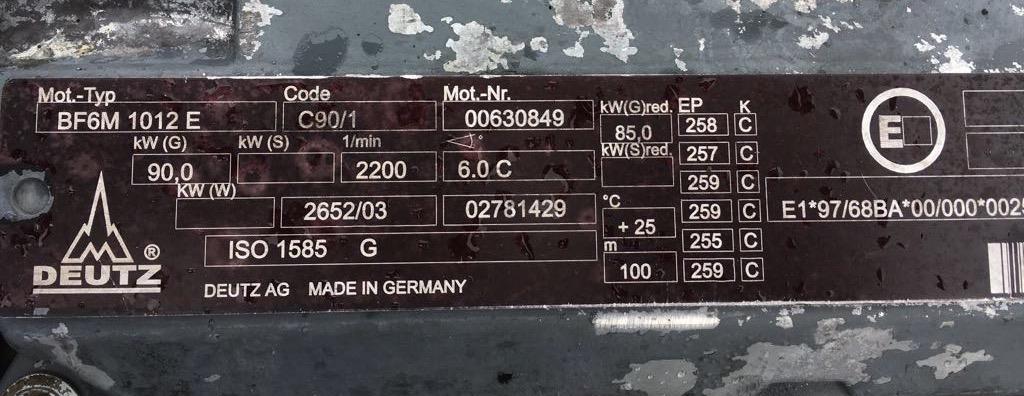 Mot.-Typ Code Mot.-Nr. kW(G)red. EP K
BF6M 1012 E C90/1 00630849 85,0 258 C
kW (G) kW (S) 1/min ° kW(S)red. 257 C
90,0 2200 6.0 C 259 C
KW (W) °C
2652/03 02781429 + 25 259 C
ISO 1585 G m 255 C
100 259 C
DEUTZ ®
DEUTZ AG MADE IN GERMANY
E
E1*97/68BA*00/000*0025